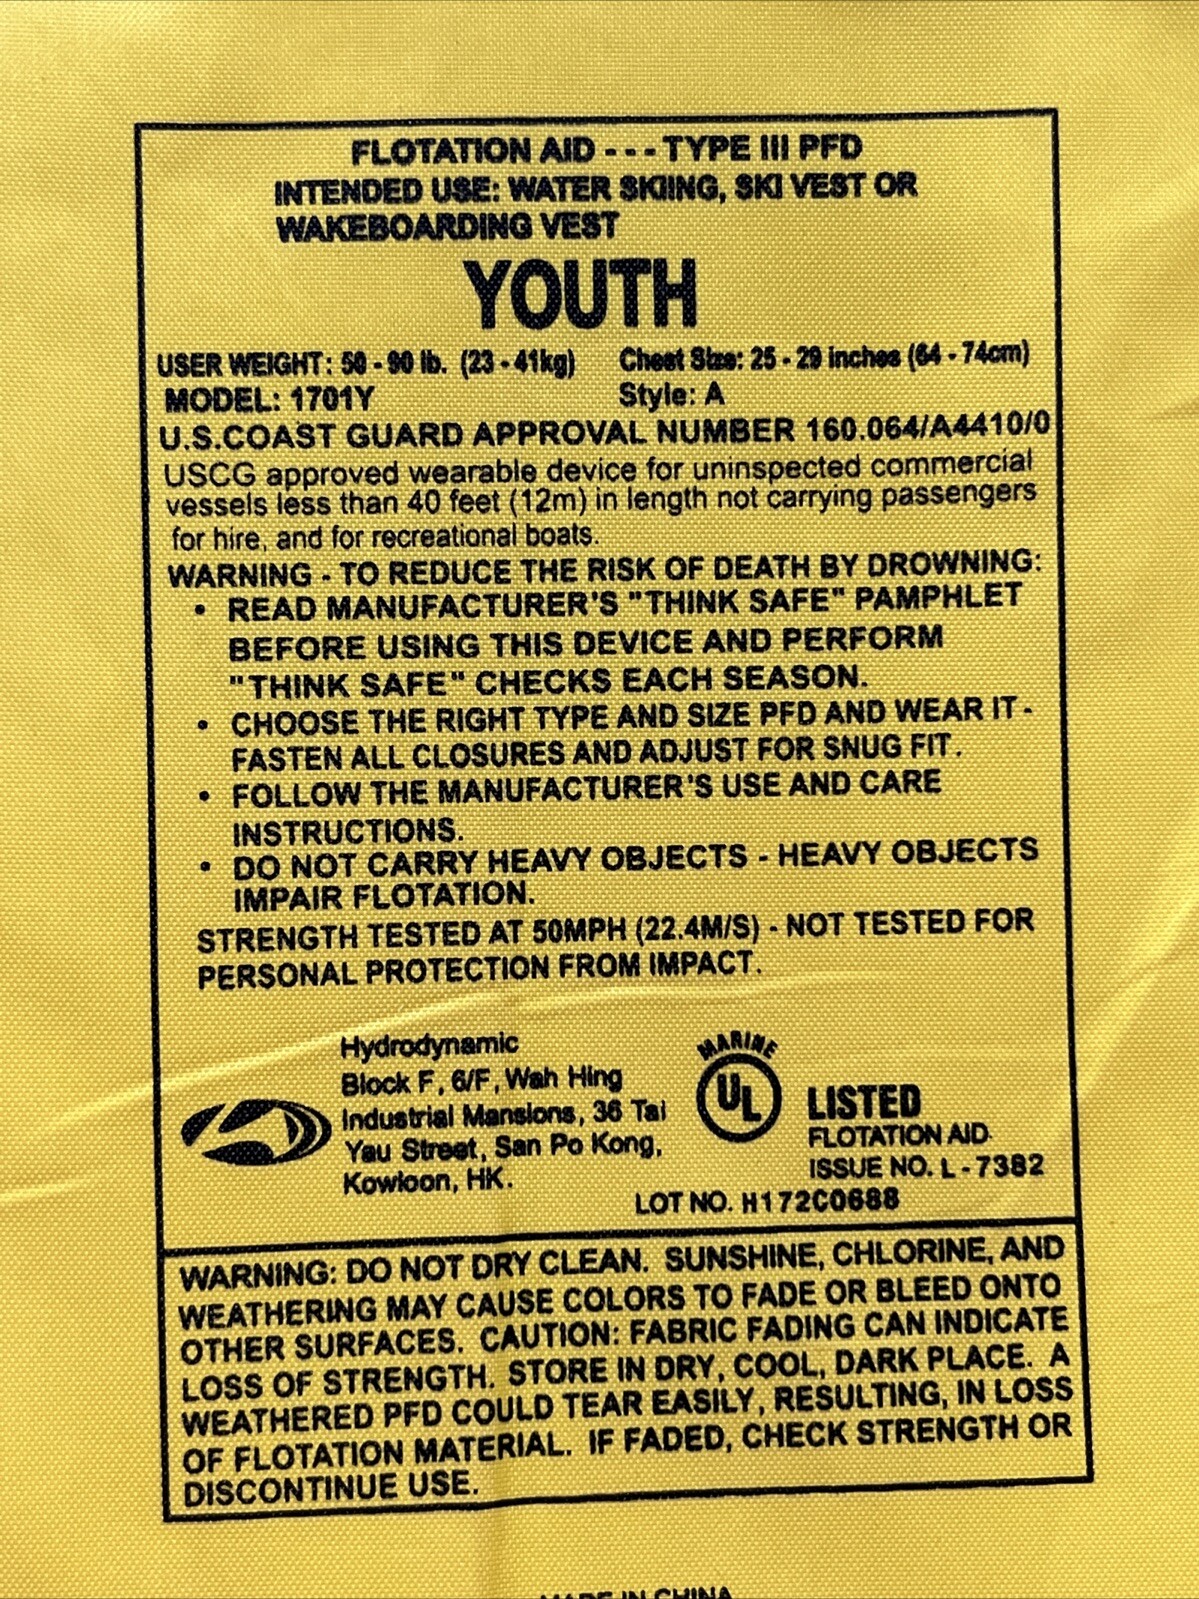 FLOTATION AID - - - TYPE III PFD
INTENDED USE: WATER SKIING, SKI VEST OR
WAKEBOARDING VEST
YOUTH
USER WEIGHT: 50 - 90 lb. (23 - 41kg) Chest Size: 25 - 29 inches (64 - 74cm)
MODEL: 1701Y Style: A
U.S.COAST GUARD APPROVAL NUMBER 160.064/A4410/0
USCG approved wearable device for uninspected commercial
vessels less than 40 feet (12m) in length not carrying passengers
for hire, and for recreational boats.
WARNING - TO REDUCE THE RISK OF DEATH BY DROWNING:
• READ MANUFACTURER'S "THINK SAFE" PAMPHLET
BEFORE USING THIS DEVICE AND PERFORM
"THINK SAFE" CHECKS EACH SEASON.
• CHOOSE THE RIGHT TYPE AND SIZE PFD AND WEAR IT -
FASTEN ALL CLOSURES AND ADJUST FOR SNUG FIT.
• FOLLOW THE MANUFACTURER'S USE AND CARE
INSTRUCTIONS.
• DO NOT CARRY HEAVY OBJECTS - HEAVY OBJECTS
IMPAIR FLOTATION.
STRENGTH TESTED AT 50MPH (22.4M/S) - NOT TESTED FOR
PERSONAL PROTECTION FROM IMPACT.
Hydrodynamic
Block F, 6/F, Wah Hing
Industrial Mansions, 36 Tai
Yau Street, San Po Kong,
Kowloon, HK.
MARINE
UL
LISTED
FLOTATION AID.
ISSUE NO. L - 7382
LOT NO. H172C0688
WARNING: DO NOT DRY CLEAN. SUNSHINE, CHLORINE, AND
WEATHERING MAY CAUSE COLORS TO FADE OR BLEED ONTO
OTHER SURFACES. CAUTION: FABRIC FADING CAN INDICATE
LOSS OF STRENGTH. STORE IN DRY, COOL, DARK PLACE. A
WEATHERED PFD COULD TEAR EASILY, RESULTING, IN LOSS
OF FLOTATION MATERIAL. IF FADED, CHECK STRENGTH OR
DISCONTINUE USE.
MADE IN CHINA